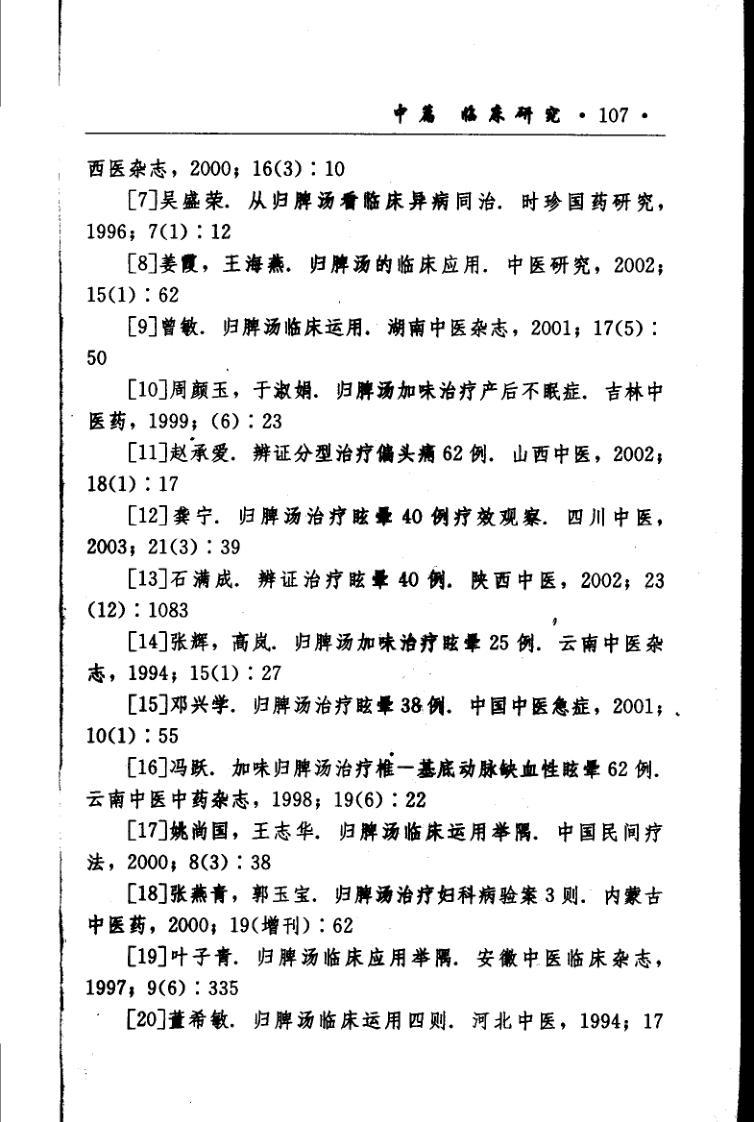 中篇 临床研究 · 107 ·
西医杂志，2000；16(3)∶10
[7]吴盛荣. 从归脾汤看临床异病同治. 时珍国药研究，
1996；7(1)∶12
[8]姜霞，王海燕. 归脾汤的临床应用. 中医研究，2002；
15(1)∶62
[9]曾敏. 归脾汤临床运用. 湖南中医杂志，2001；17(5)∶
50
[10]周颜玉，于淑娟. 归脾汤加味治疗产后不眠症. 吉林中
医药，1999；(6)∶23
[11]赵承爱. 辨证分型治疗偏头痛 62 例. 山西中医，2002；
18(1)∶17
[12]龚宁. 归脾汤治疗眩晕 40 例疗效观察. 四川中医，
2003；21(3)∶39
[13]石满成. 辨证治疗眩晕 40 例. 陕西中医，2002；23
(12)∶1083
[14]张辉，高岚. 归脾汤加味治疗眩晕 25 例. 云南中医杂
志，1994；15(1)∶27
[15]邓兴学. 归脾汤治疗眩晕 38 例. 中国中医急症，2001；
10(1)∶55
[16]冯跃. 加味归脾汤治疗椎一基底动脉缺血性眩晕 62 例.
云南中医中药杂志，1998；19(6)∶22
[17]姚尚国，王志华. 归脾汤临床运用举隅. 中国民间疗
法，2000；8(3)∶38
[18]张燕青，郭玉宝. 归脾汤治疗妇科病验案 3 则. 内蒙古
中医药，2000；19(增刊)∶62
[19]叶子青. 归脾汤临床应用举隅. 安徽中医临床杂志，
1997；9(6)∶335
[20]董希敏. 归脾汤临床运用四则. 河北中医，1994；17